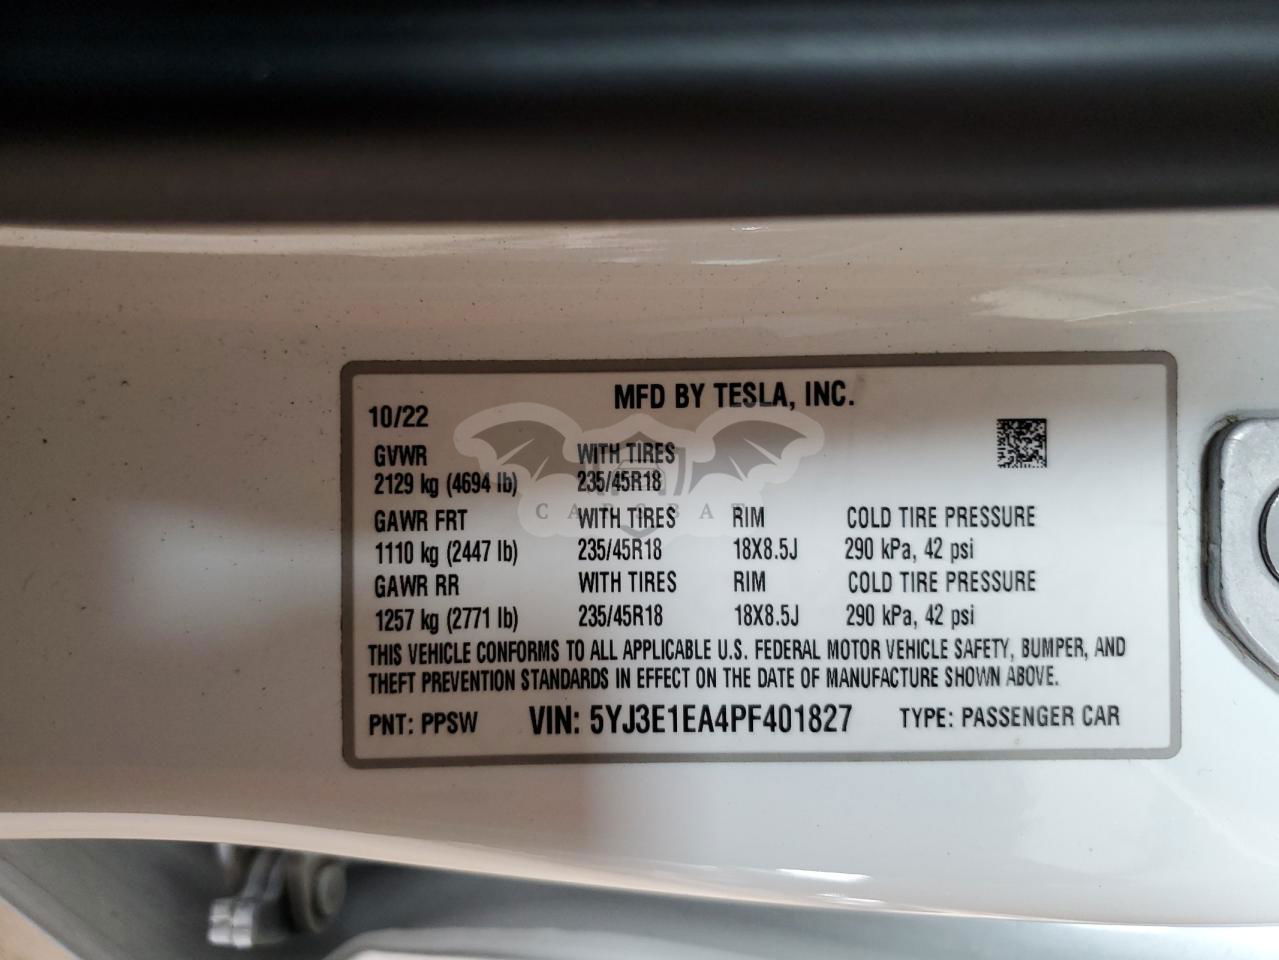 MFD BY TESLA, INC.
10/22
GVWR WITH TIRES
2129 kg (4694 lb) 235/45R18
CAROBAR
GAWR FRT WITH TIRES RIM COLD TIRE PRESSURE
1110 kg (2447 lb) 235/45R18 18X8.5J 290 kPa, 42 psi
GAWR RR WITH TIRES RIM COLD TIRE PRESSURE
1257 kg (2771 lb) 235/45R18 18X8.5J 290 kPa, 42 psi
THIS VEHICLE CONFORMS TO ALL APPLICABLE U.S. FEDERAL MOTOR VEHICLE SAFETY, BUMPER, AND
THEFT PREVENTION STANDARDS IN EFFECT ON THE DATE OF MANUFACTURE SHOWN ABOVE.
PNT: PPSW VIN: 5YJ3E1EA4PF401827 TYPE: PASSENGER CAR